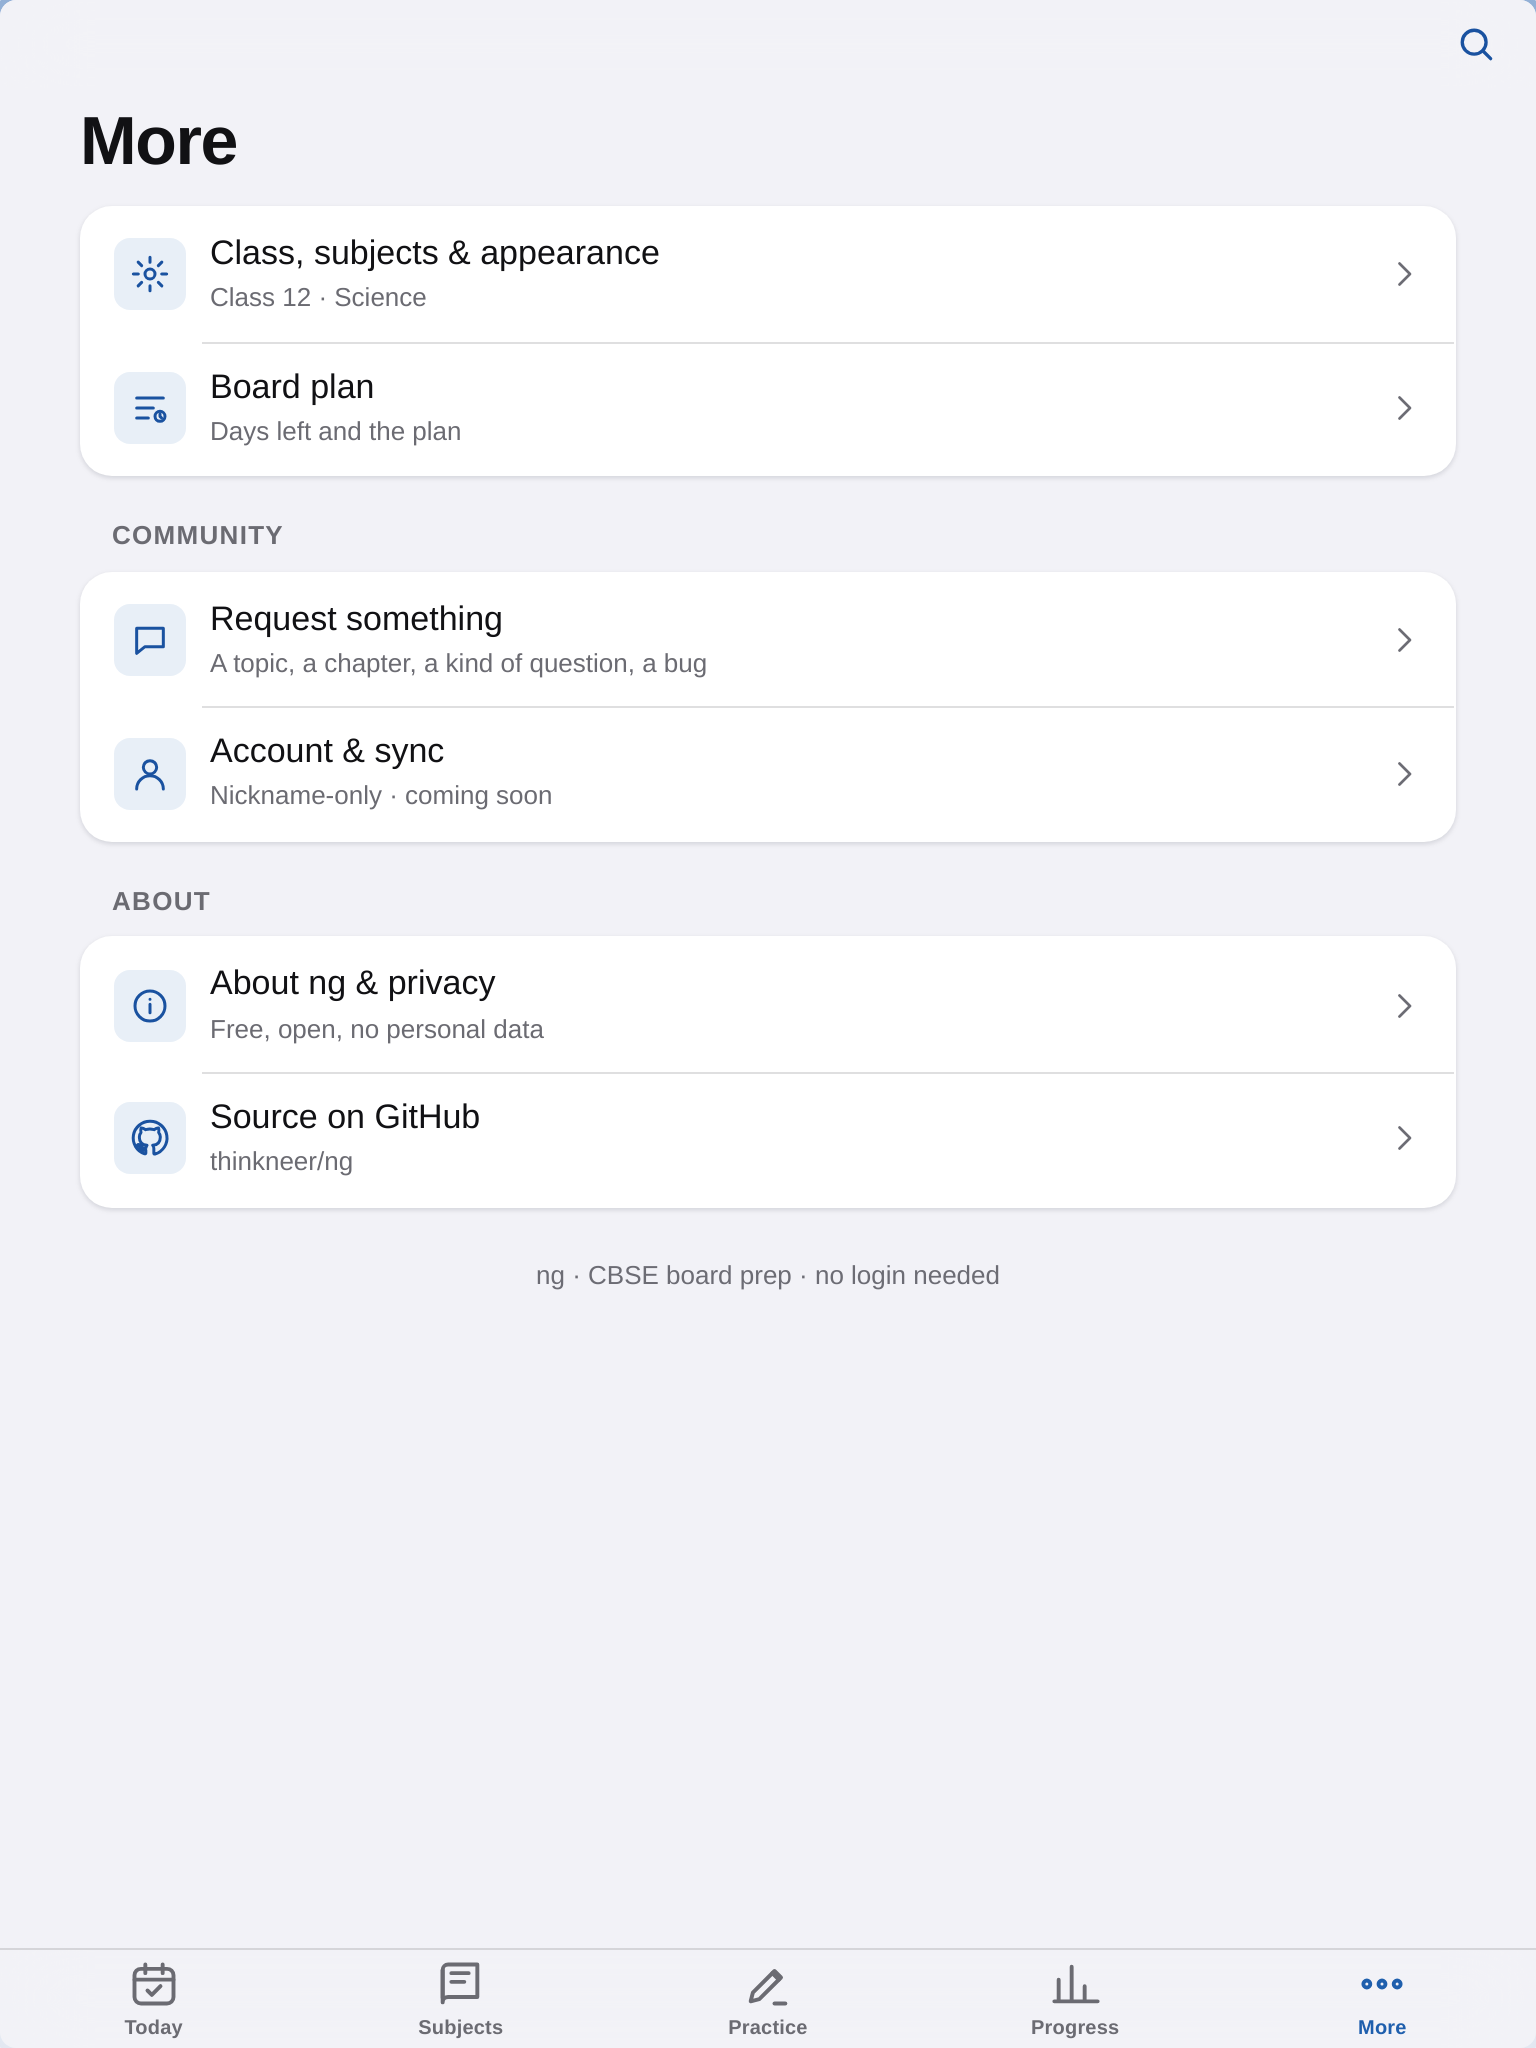 More
Class, subjects & appearance
Class 12 · Science
Board plan
Days left and the plan
COMMUNITY
Request something
A topic, a chapter, a kind of question, a bug
Account & sync
Nickname-only · coming soon
ABOUT
About ng & privacy
Free, open, no personal data
Source on GitHub
thinkneer/ng
ng · CBSE board prep · no login needed
Today
Subjects
Practice
Progress
More